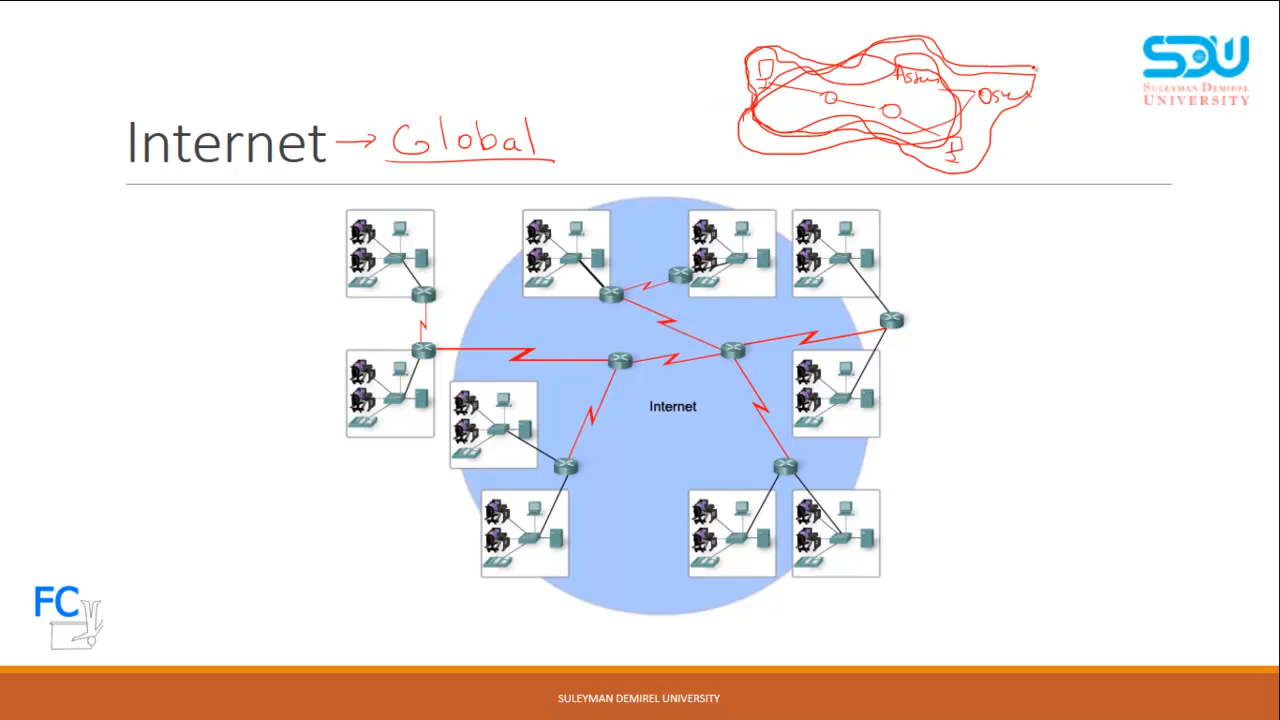 SDU
SULEYMAN DEMIREL
UNIVERSITY
Internet → Global
Internet
FC
SULEYMAN DEMIREL UNIVERSITY